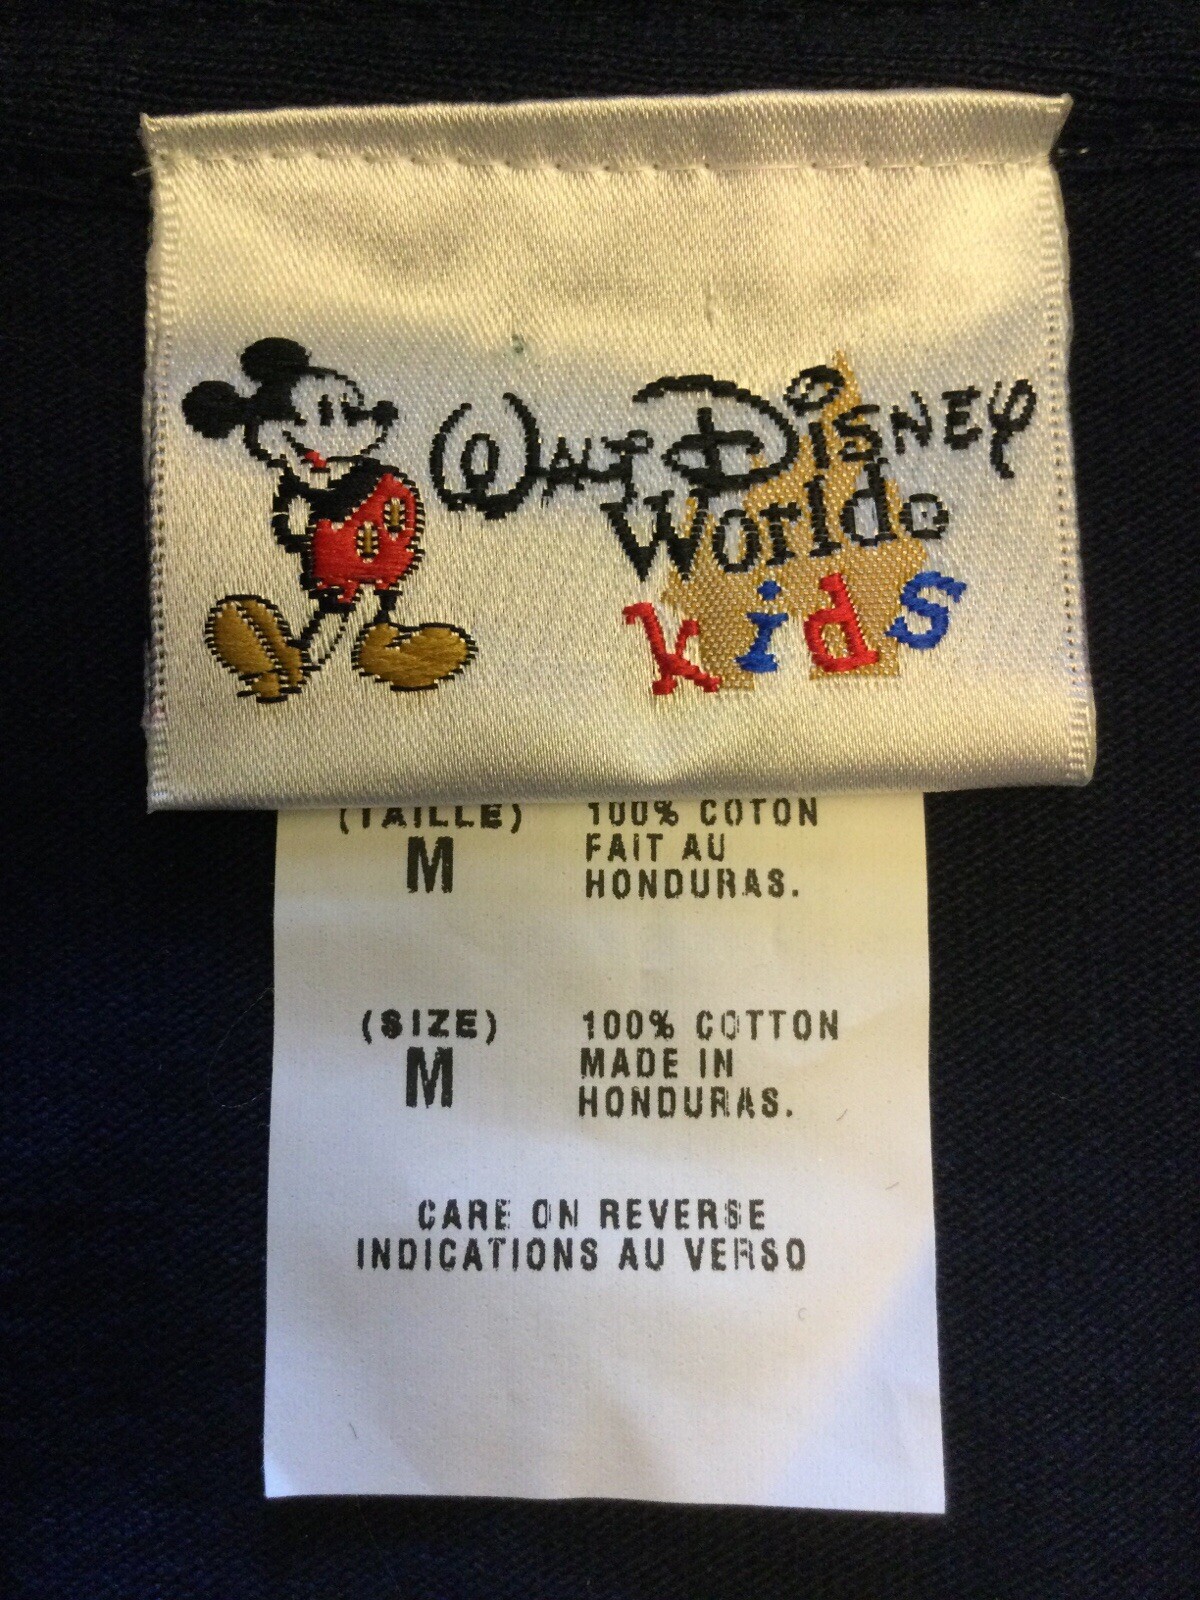 Walt Disney
World®
kids
(TAILLE) 100% COTON
M FAIT AU
HONDURAS.
(SIZE) 100% COTTON
M MADE IN
HONDURAS.
CARE ON REVERSE
INDICATIONS AU VERSO